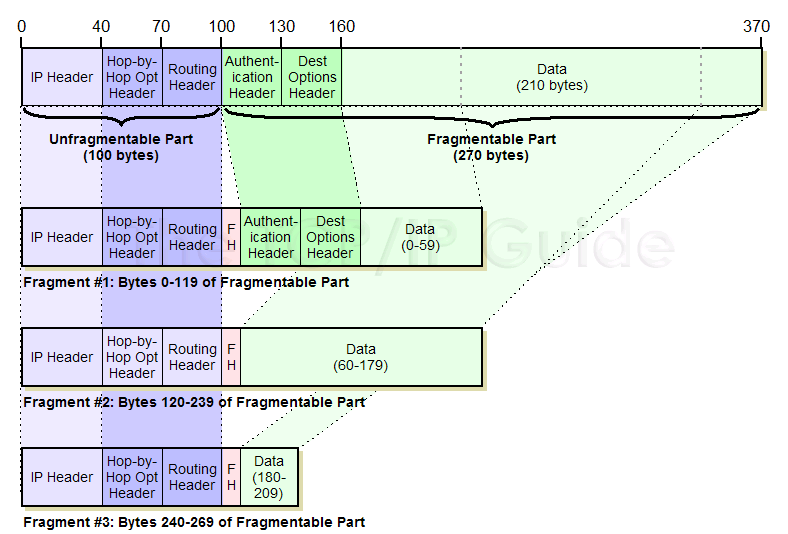 0 40 70 100 130 160 370
IP Header
Hop-by-
Hop Opt
Header
Routing
Header
Authent-
ication
Header
Dest
Options
Header
Data
(210 bytes)
Unfragmentable Part
(100 bytes)
Fragmentable Part
(270 bytes)
IP Header
Hop-by-
Hop Opt
Header
Routing
Header
F
H
Authent-
ication
Header
Dest
Options
Header
Data
(0-59)
The TCP/IP Guide
Fragment #1: Bytes 0-119 of Fragmentable Part
IP Header
Hop-by-
Hop Opt
Header
Routing
Header
F
H
Data
(60-179)
Fragment #2: Bytes 120-239 of Fragmentable Part
IP Header
Hop-by-
Hop Opt
Header
Routing
Header
F
H
Data
(180-
209)
Fragment #3: Bytes 240-269 of Fragmentable Part